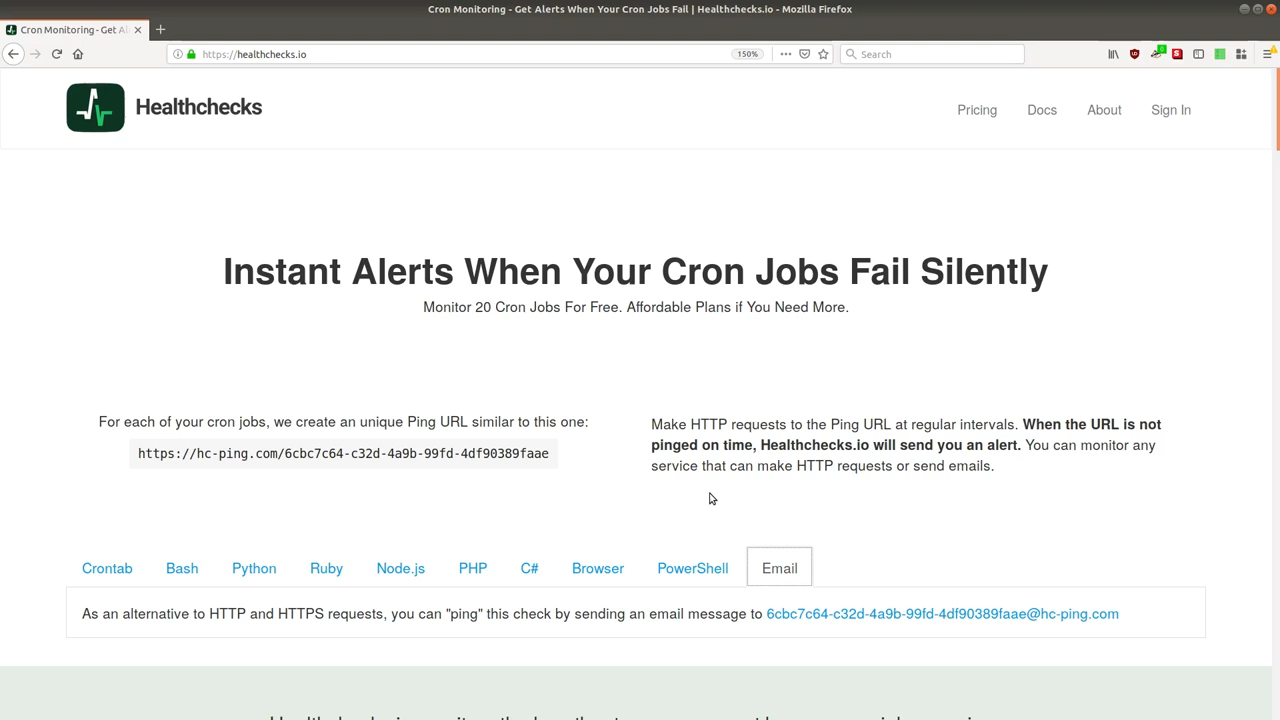 Cron Monitoring - Get Alerts When Your Cron Jobs Fail | Healthchecks.io - Mozilla Firefox
Cron Monitoring - Get Al
https://healthchecks.io
150%
Search
0
Healthchecks
Pricing
Docs
About
Sign In
Instant Alerts When Your Cron Jobs Fail Silently
Monitor 20 Cron Jobs For Free. Affordable Plans if You Need More.
For each of your cron jobs, we create an unique Ping URL similar to this one:
https://hc-ping.com/6cbc7c64-c32d-4a9b-99fd-4df90389faae
Make HTTP requests to the Ping URL at regular intervals. When the URL is not
pinged on time, Healthchecks.io will send you an alert. You can monitor any
service that can make HTTP requests or send emails.
Crontab
Bash
Python
Ruby
Node.js
PHP
C#
Browser
PowerShell
Email
As an alternative to HTTP and HTTPS requests, you can "ping" this check by sending an email message to 6cbc7c64-c32d-4a9b-99fd-4df90389faae@hc-ping.com